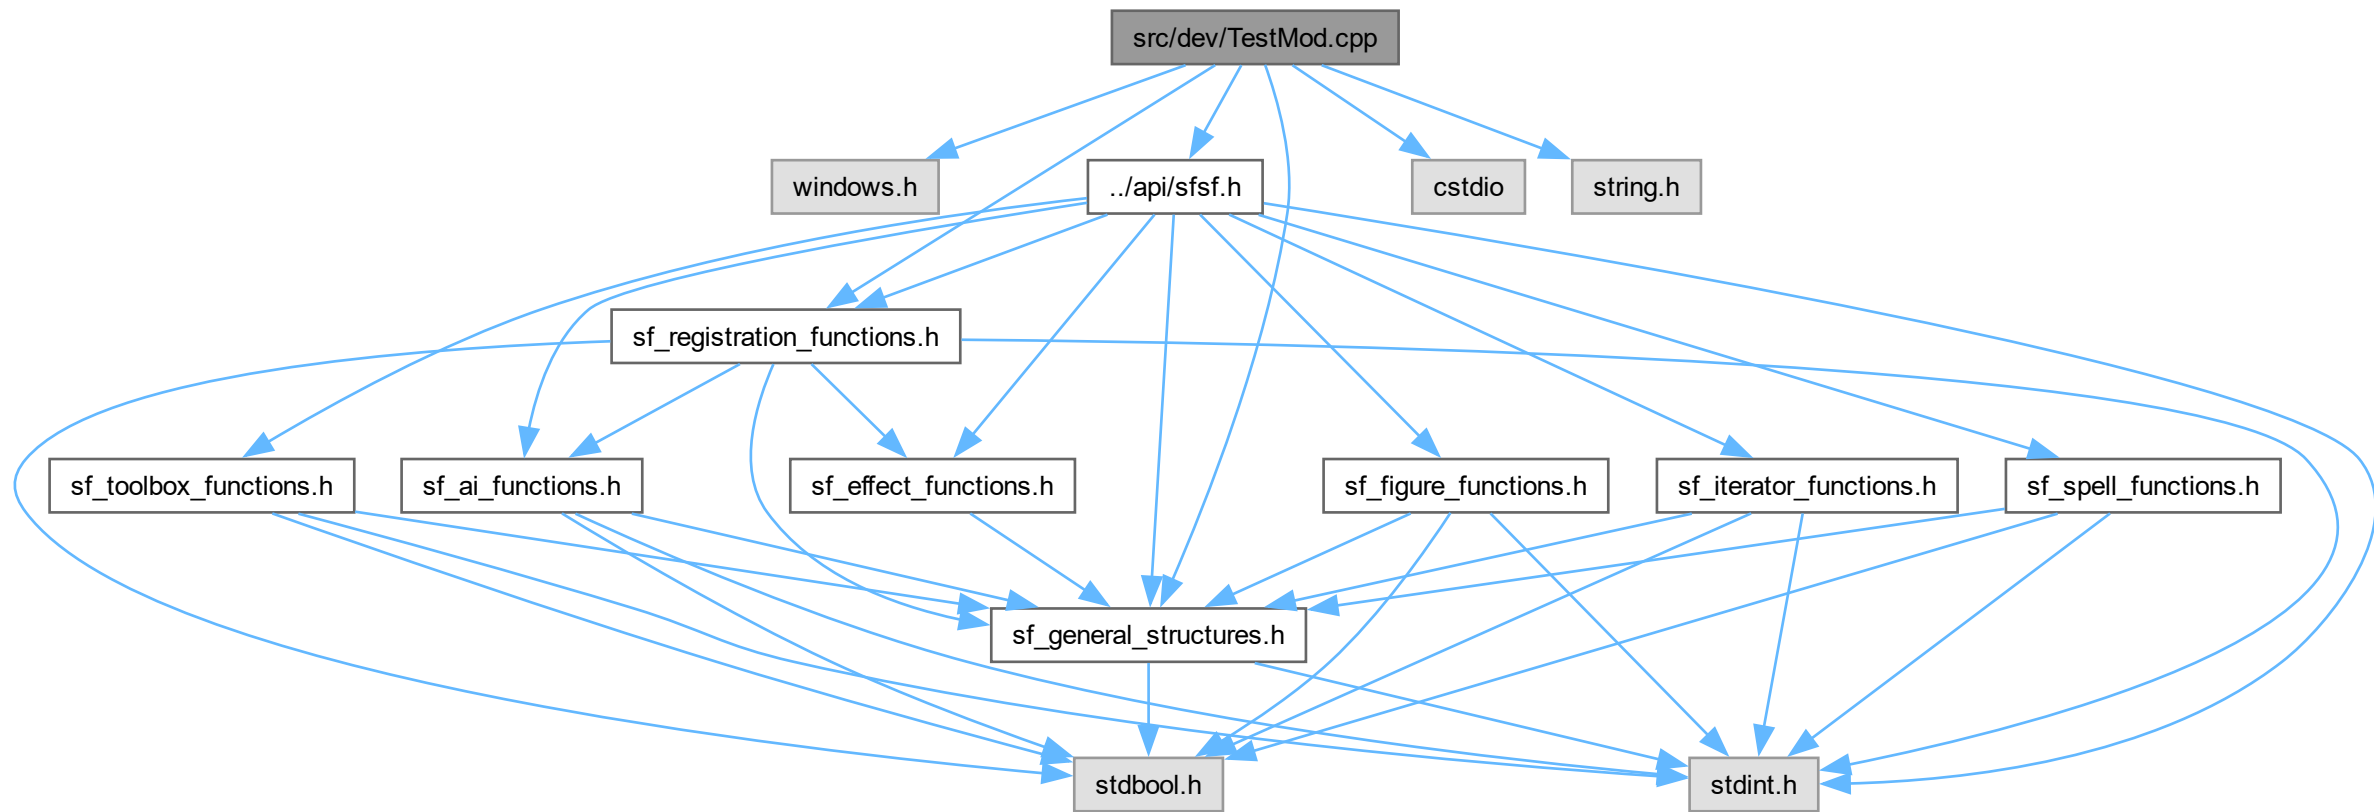 src/dev/TestMod.cpp
windows.h
../api/sfsf.h
cstdio
string.h
sf_registration_functions.h
sf_toolbox_functions.h
sf_ai_functions.h
sf_effect_functions.h
sf_figure_functions.h
sf_iterator_functions.h
sf_spell_functions.h
sf_general_structures.h
stdbool.h
stdint.h